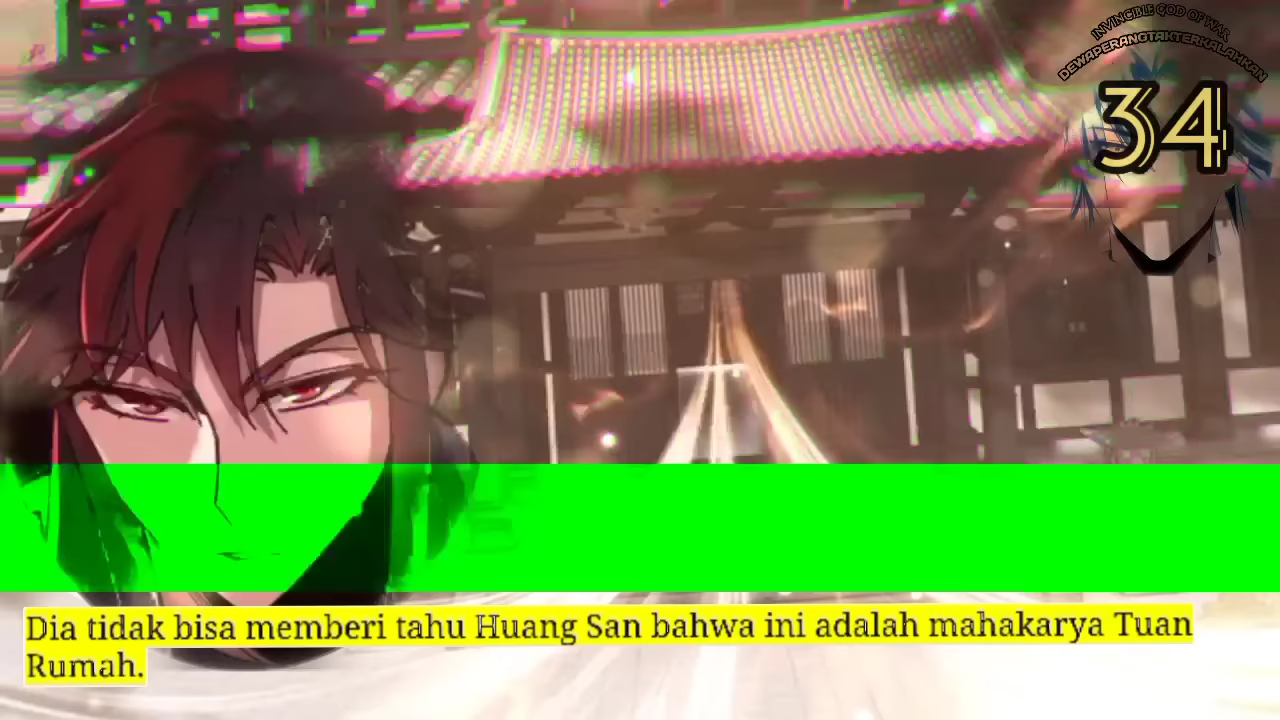 INVINCIBLE GOD OF WAR
DEWAPERANGTAKTERKALAHKAN
34
Dia tidak bisa memberi tahu Huang San bahwa ini adalah mahakarya Tuan
Rumah.